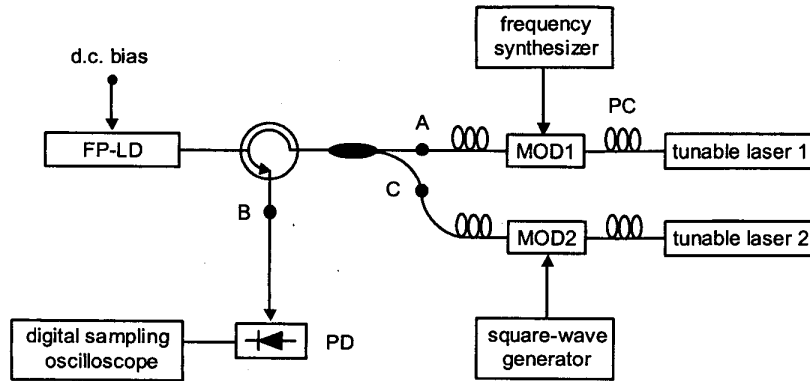 frequency
synthesizer
d.c. bias
PC
A
FP-LD
MOD1
tunable laser 1
C
B
MOD2
tunable laser 2
digital sampling
oscilloscope
PD
square-wave
generator